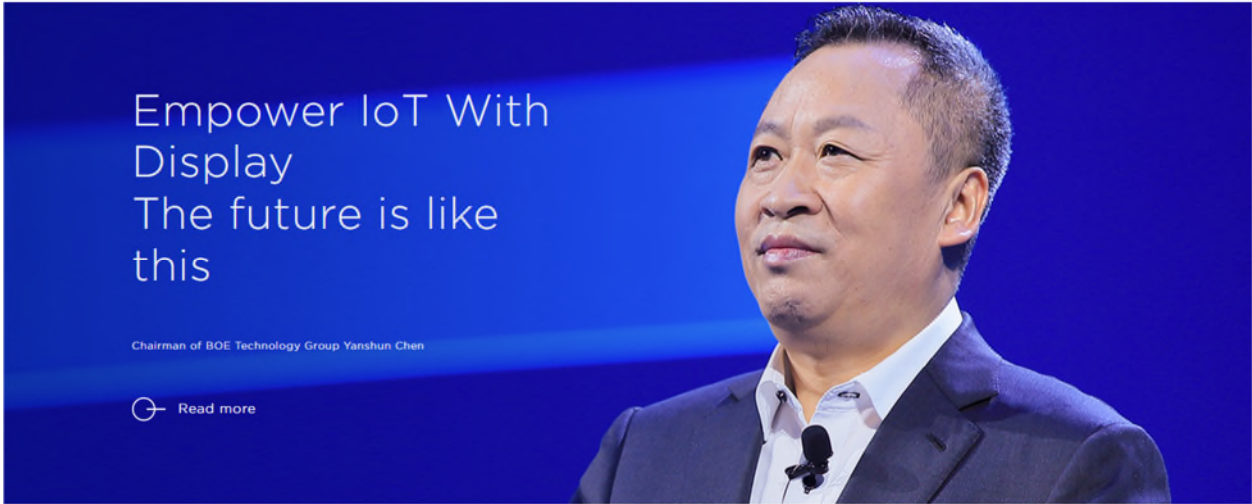 Empower IoT With
Display
The future is like
this
Chairman of BOE Technology Group Yanshun Chen
Read more